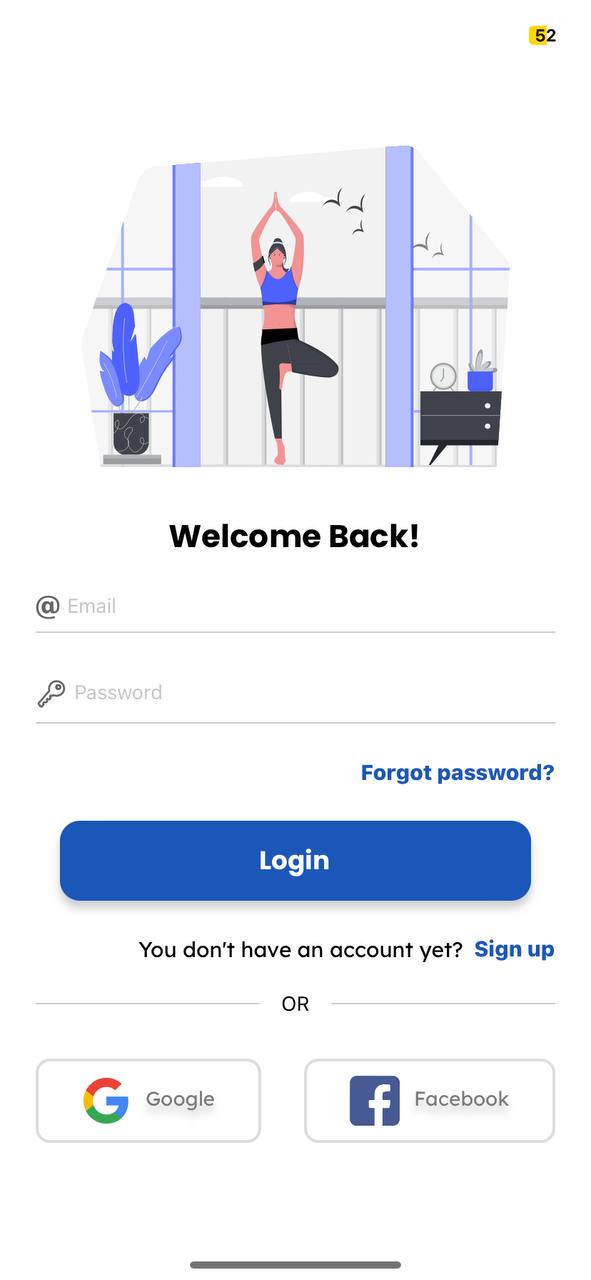 52
Welcome Back!
@ Email
Password
Forgot password?
Login
You don't have an account yet? Sign up
OR
Google
Facebook